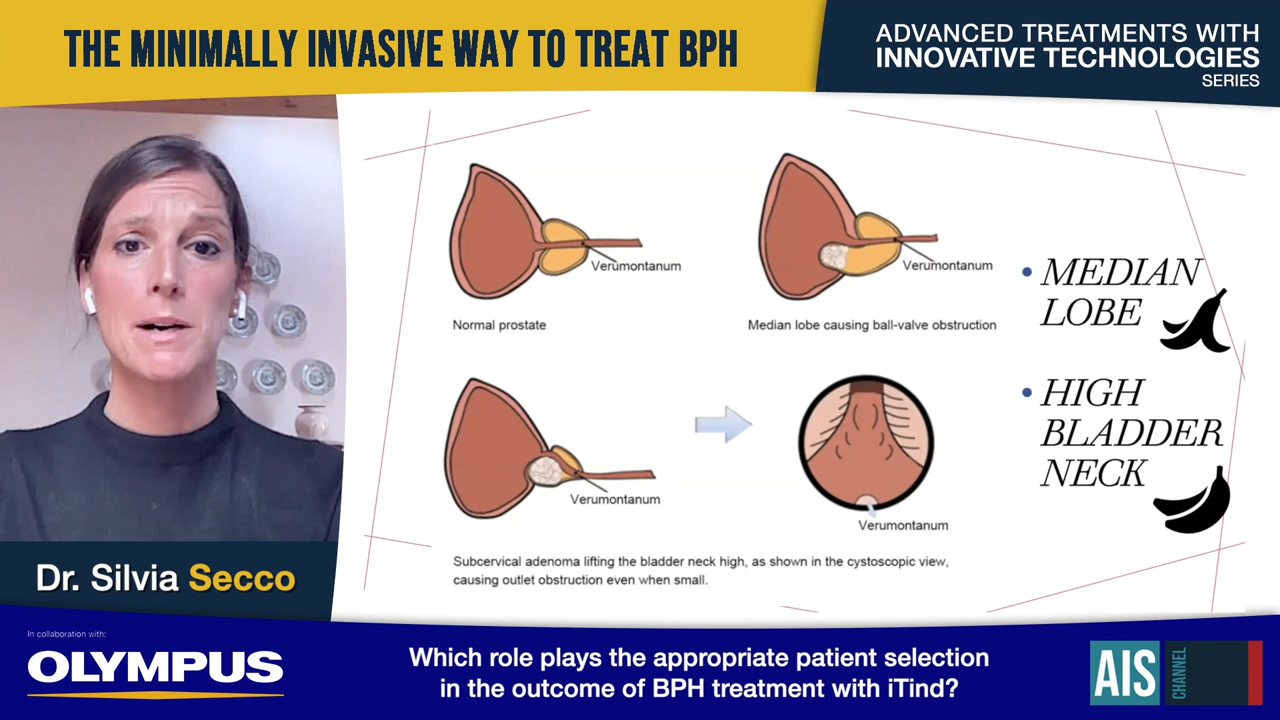 THE MINIMALLY INVASIVE WAY TO TREAT BPH
ADVANCED TREATMENTS WITH
INNOVATIVE TECHNOLOGIES
SERIES
Verumontanum
Normal prostate
Verumontanum
Median lobe causing ball-valve obstruction
• MEDIAN
LOBE
• HIGH
BLADDER
NECK
Verumontanum
Verumontanum
Subcervical adenoma lifting the bladder neck high, as shown in the cystoscopic view,
causing outlet obstruction even when small.
Dr. Silvia Secco
In collaboration with:
OLYMPUS
Which role plays the appropriate patient selection
in the outcome of BPH treatment with iTind?
AIS
CHANNEL